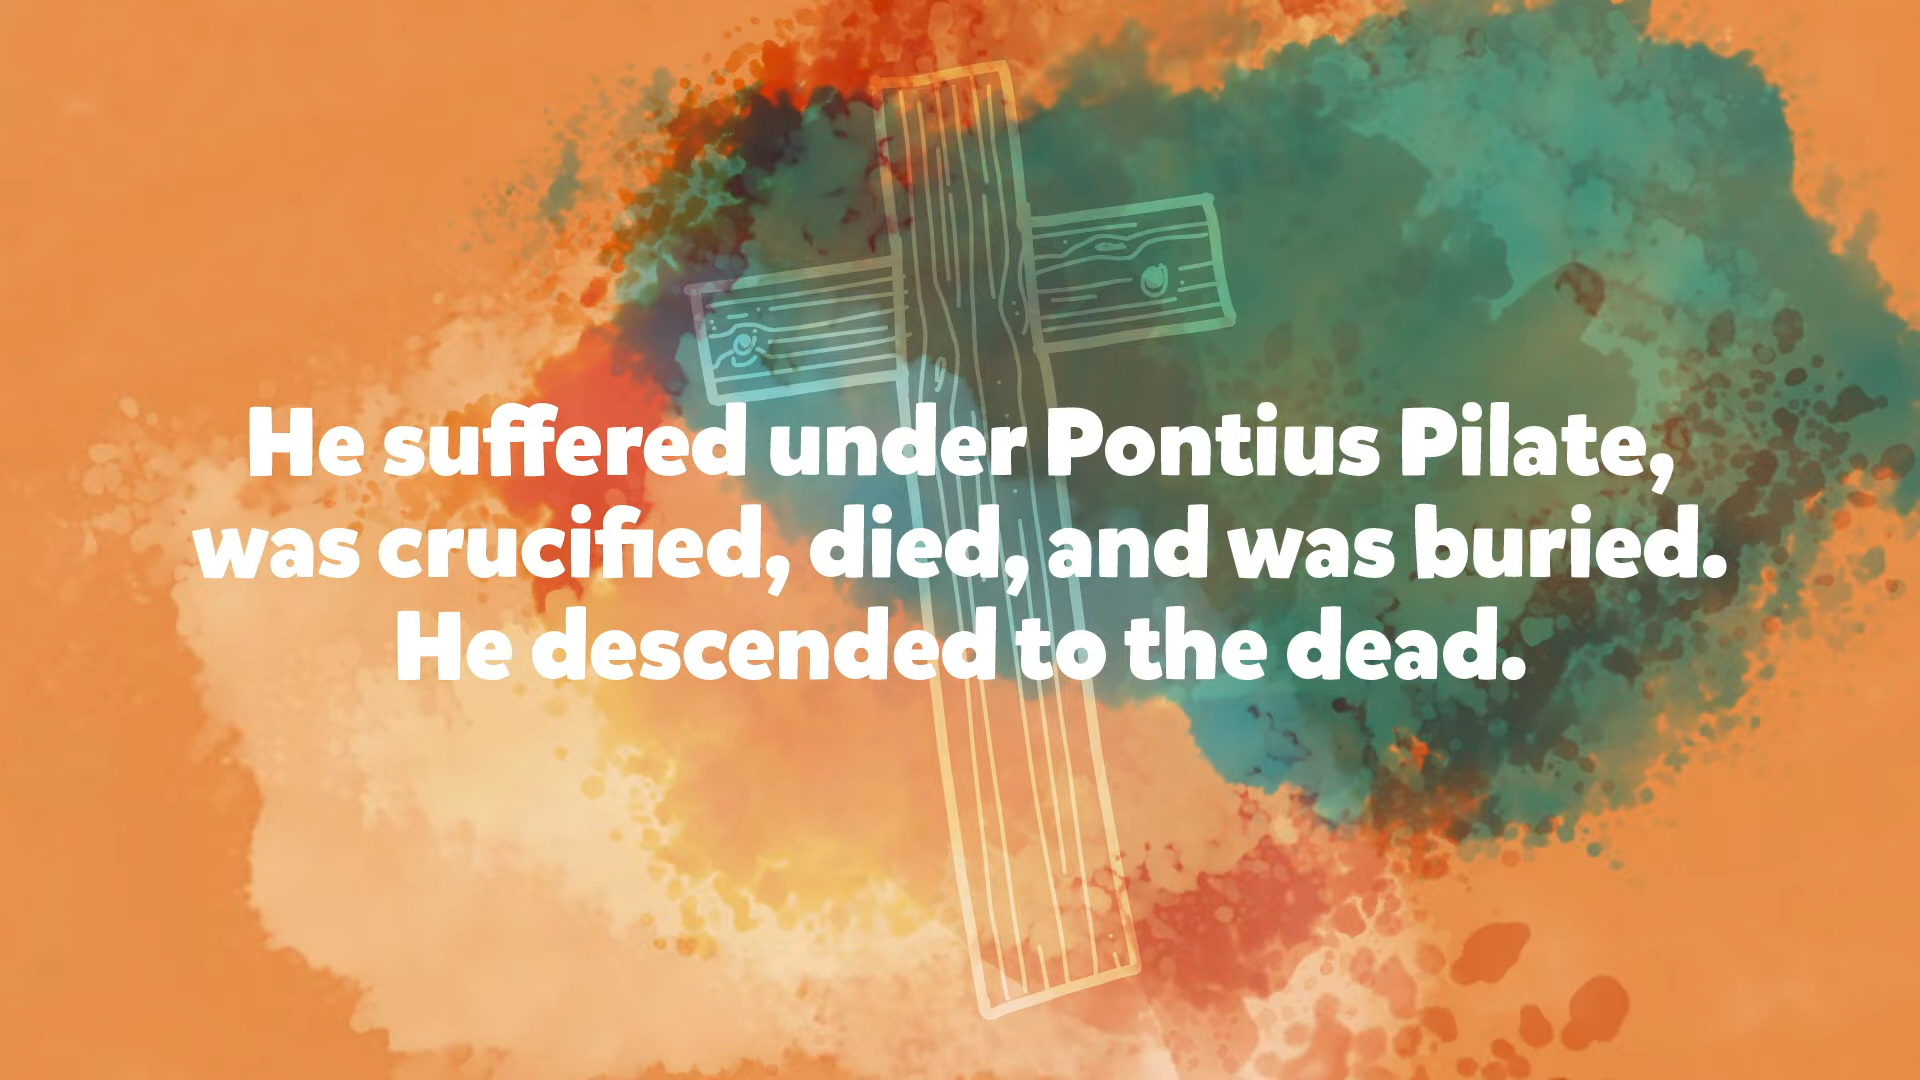 He suffered under Pontius Pilate,
was crucified, died, and was buried.
He descended to the dead.